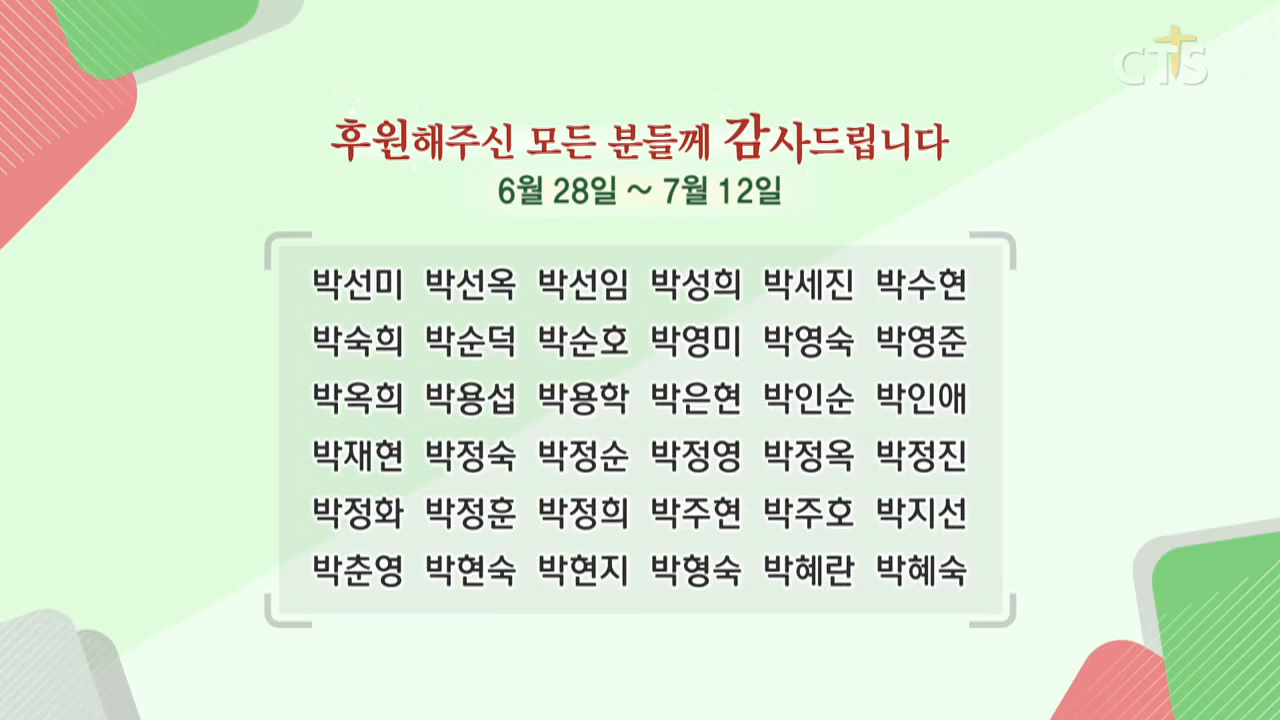 CTS
후원해주신 모든 분들께 감사드립니다
6월 28일 ~ 7월 12일
박선미 박선옥 박선임 박성희 박세진 박수현
박숙희 박순덕 박순호 박영미 박영숙 박영준
박옥희 박용섭 박용학 박은현 박인순 박인애
박재현 박정숙 박정순 박정영 박정옥 박정진
박정화 박정훈 박정희 박주현 박주호 박지선
박춘영 박현숙 박현지 박형숙 박혜란 박혜숙